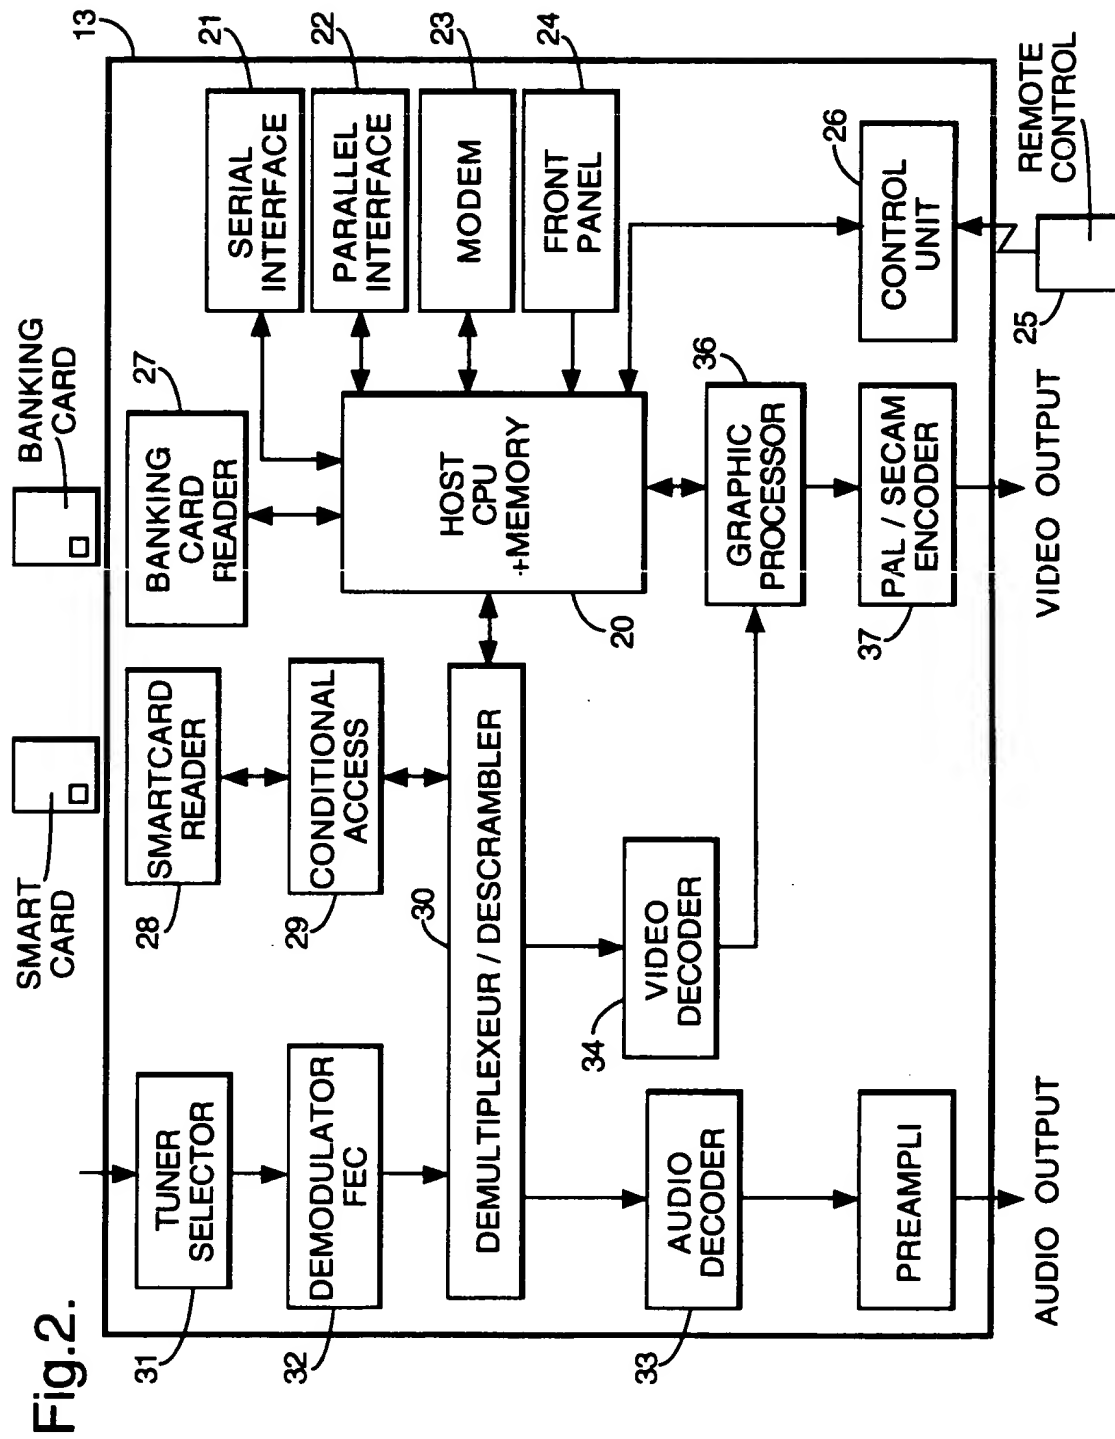 Fig.2.
SMART
CARD
BANKING
CARD
13
31
TUNER
SELECTOR
28
SMARTCARD
READER
27
BANKING
CARD
READER
21
SERIAL
INTERFACE
32
DEMODULATOR
FEC
29
CONDITIONAL
ACCESS
22
PARALLEL
INTERFACE
30
DEMULTIPLEXEUR / DESCRAMBLER
20
HOST
CPU
+MEMORY
23
MODEM
24
FRONT
PANEL
33
AUDIO
DECODER
34
VIDEO
DECODER
36
GRAPHIC
PROCESSOR
26
CONTROL
UNIT
PREAMPLI
37
PAL / SECAM
ENCODER
25
REMOTE
CONTROL
AUDIO OUTPUT
VIDEO OUTPUT